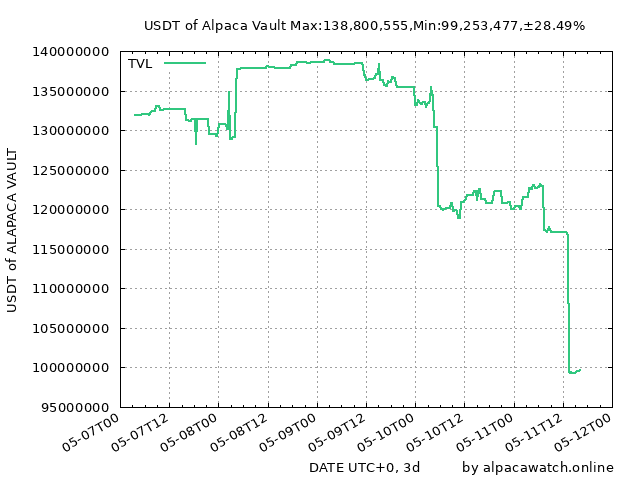 USDT of Alpaca Vault Max:138,800,555,Min:99,253,477,±28.49%
TVL
USDT of ALAPACA VAULT
140000000
135000000
130000000
125000000
120000000
115000000
110000000
105000000
100000000
95000000
05-07T00
05-07T12
05-08T00
05-08T12
05-09T00
05-09T12
05-10T00
05-10T12
05-11T00
05-11T12
05-12T00
DATE UTC+0, 3d
by alpacawatch.online